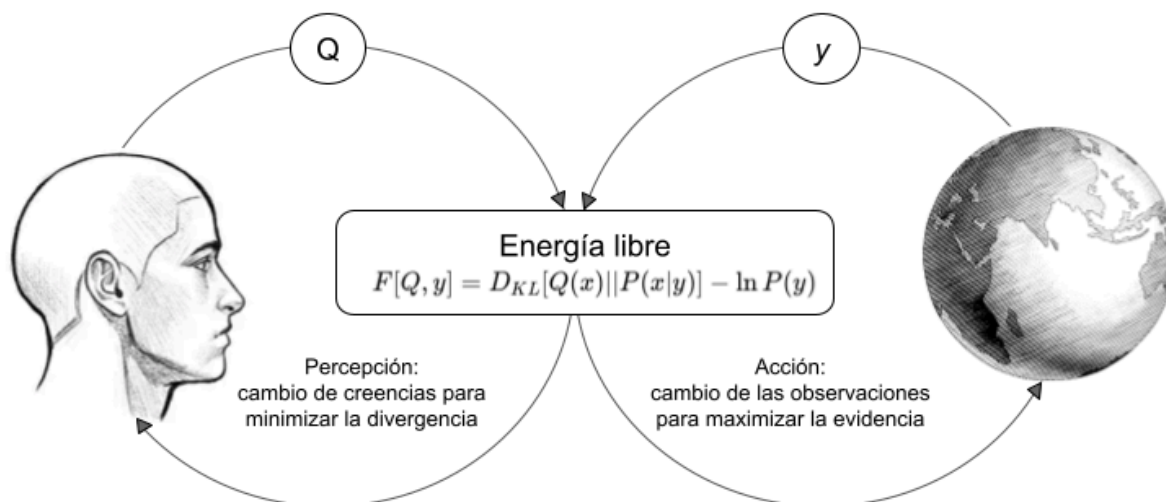 Q
y
Energía libre
F[Q, y] = D_{KL}[Q(x)||P(x|y)] − ln P(y)
Percepción:
cambio de creencias para
minimizar la divergencia
Acción:
cambio de las observaciones
para maximizar la evidencia